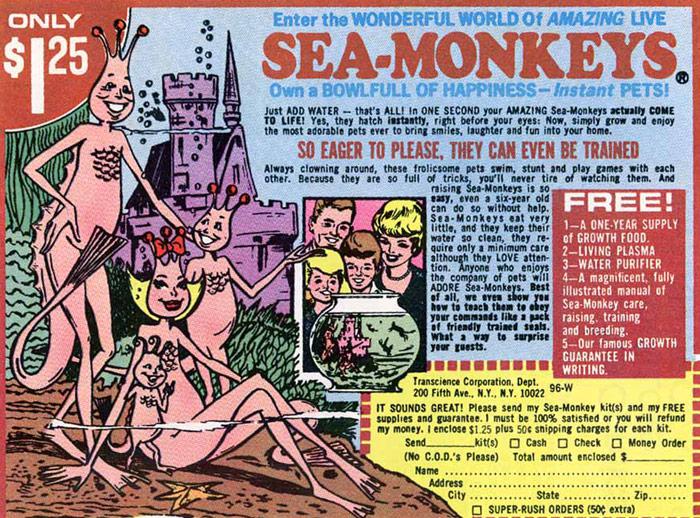 ONLY
$1.25
Enter the WONDERFUL WORLD Of AMAZING LIVE
SEA-MONKEYS®
Own a BOWLFULL OF HAPPINESS—Instant PETS!
Just ADD WATER — that's ALL! In ONE SECOND your AMAZING Sea-Monkeys actually COME
TO LIFE! Yes, they hatch instantly, right before your eyes: Now, simply grow and enjoy
the most adorable pets ever to bring smiles, laughter and fun into your home.
SO EAGER TO PLEASE, THEY CAN EVEN BE TRAINED
Always clowning around, these frolicsome pets swim, stunt and play games with each
other. Because they are so full of tricks, you'll never tire of watching them. And
raising Sea-Monkeys is so
easy, even a six-year old
can do so without help.
Sea-Monkeys eat very
little, and they keep their
water so clean, they re-
quire only a minimum care
although they LOVE atten-
tion. Anyone who enjoys
the company of pets will
ADORE Sea-Monkeys. Best
of all, we even show you
how to teach them to obey
your commands like a pack
of friendly trained seals.
What a way to surprise
your guests.
FREE!
1—A ONE-YEAR SUPPLY
of GROWTH FOOD.
2—LIVING PLASMA
3—WATER PURIFIER
4—A magnificent, fully
illustrated manual of
Sea-Monkey care,
raising, training
and breeding.
5—Our famous GROWTH
GUARANTEE IN
WRITING.
Transcience Corporation, Dept. 96-W
200 Fifth Ave., N.Y., N.Y. 10022
IT SOUNDS GREAT! Please send my Sea-Monkey kit(s) and my FREE
supplies and guarantee. I must be 100% satisfied or you will refund
my money. I enclose $1.25 plus 50¢ shipping charges for each kit.
Send____kit(s) □ Cash □ Check □ Money Order
(No C.O.D.'s Please) Total amount enclosed $____
Name
Address
City State Zip
□ SUPER-RUSH ORDERS (50¢ extra)